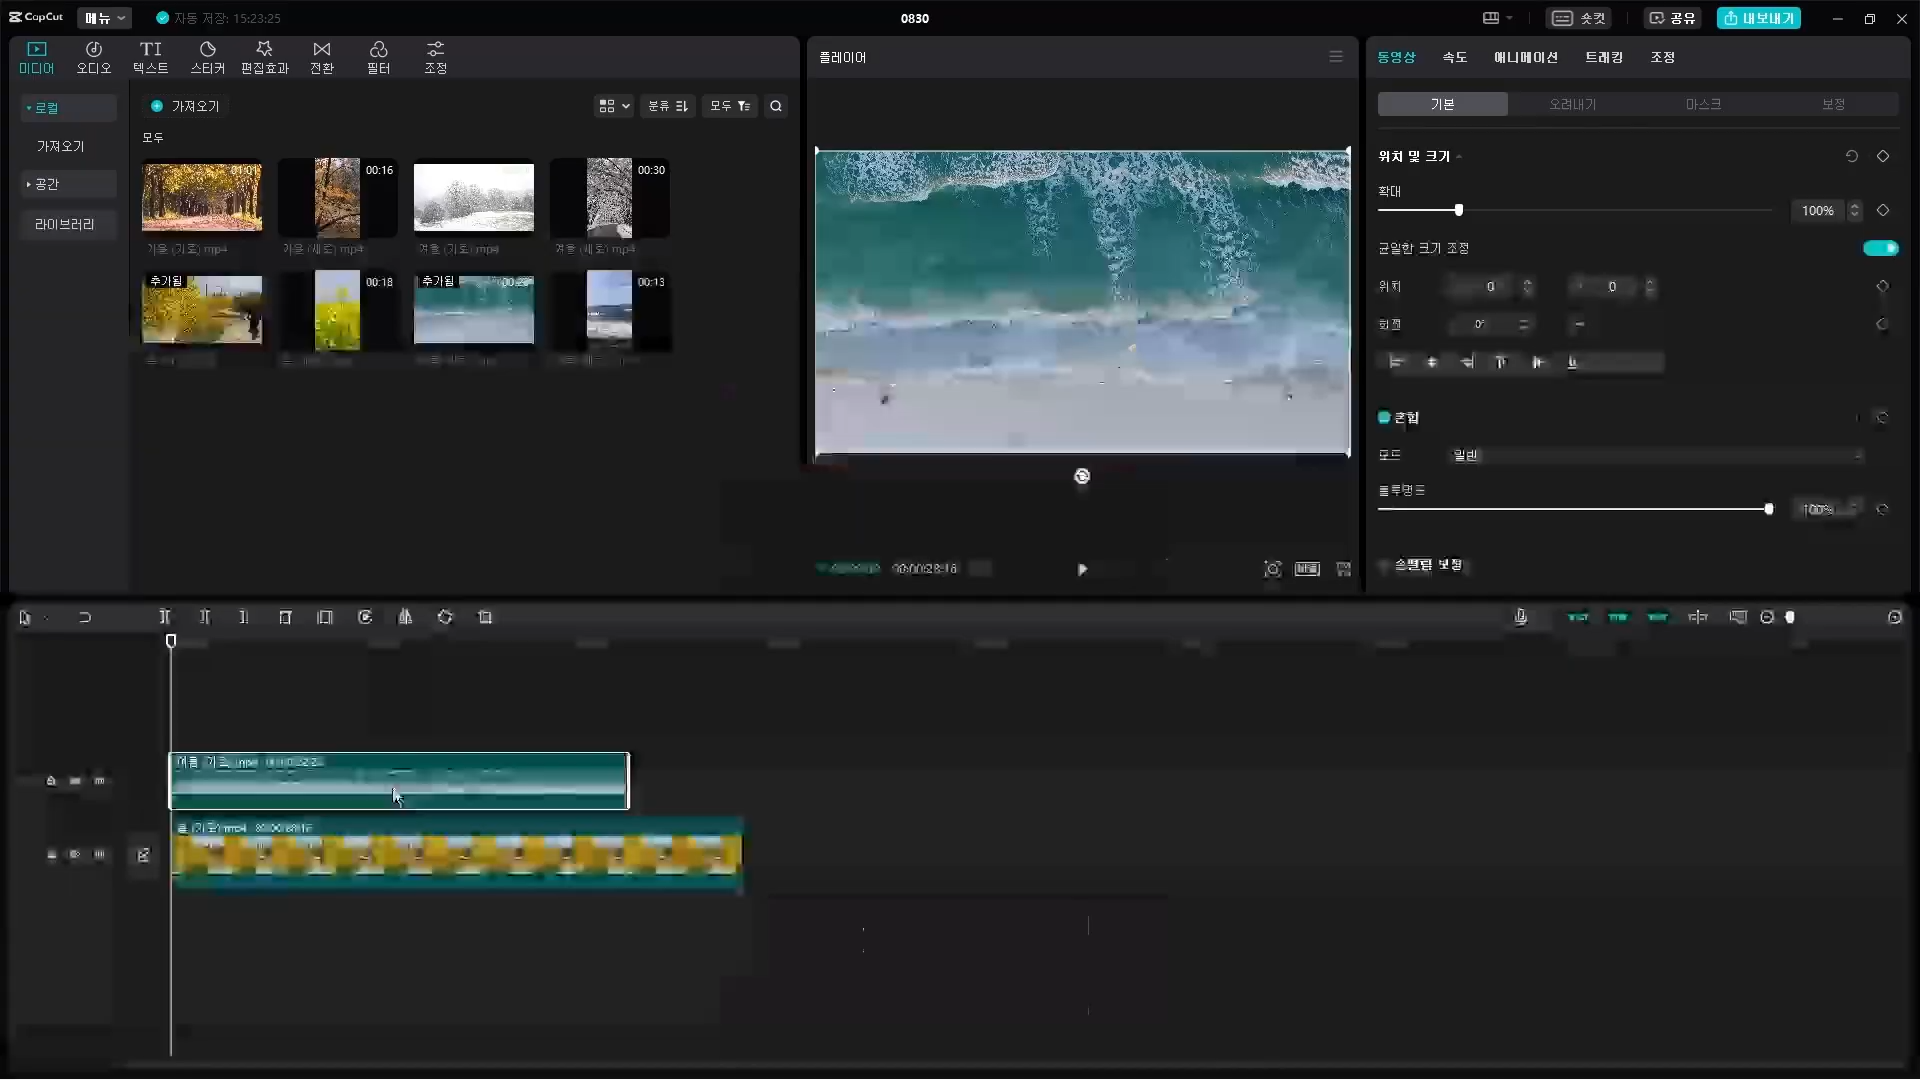 CapCut 메뉴 자동 저장: 15:23:25 0830 숏컷 공유 내보내기
미디어 오디오 텍스트 스티커 편집효과 전환 필터 조정
로컬
가져오기
공간
라이브러리
가져오기 분류 모두
모두
01:01 00:16 00:30
가을 (가로).mp4 가을 (세로).mp4 겨울 (가로).mp4 겨울 (세로).mp4
추가됨 00:18 추가됨 00:13
플레이어
동영상 속도 애니메이션 트래킹 조정
기본 오려내기 마스크 보정
위치 및 크기
확대
100%
균일한 크기 조정
위치 0 0
회전 0°
혼합
모드 일반
불투명도
100%